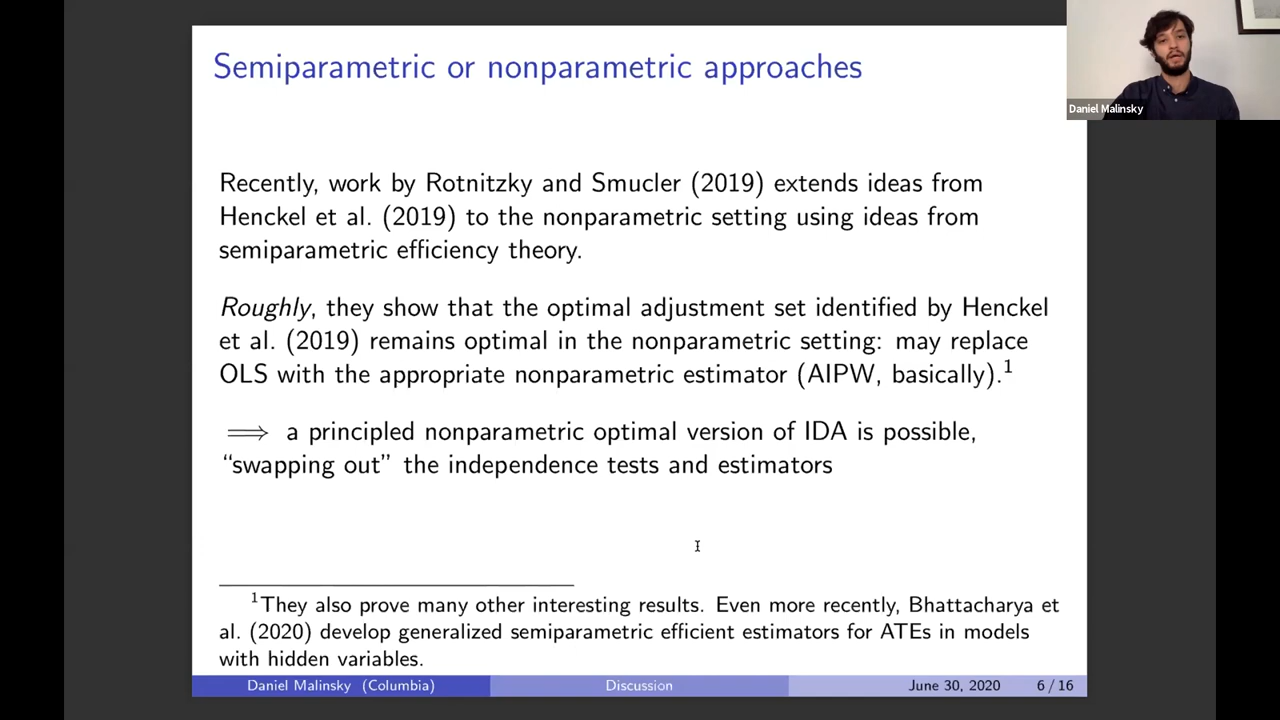 Semiparametric or nonparametric approaches
Daniel Malinsky
Recently, work by Rotnitzky and Smucler (2019) extends ideas from
Henckel et al. (2019) to the nonparametric setting using ideas from
semiparametric efficiency theory.
Roughly, they show that the optimal adjustment set identified by Henckel
et al. (2019) remains optimal in the nonparametric setting: may replace
OLS with the appropriate nonparametric estimator (AIPW, basically).¹
⟹ a principled nonparametric optimal version of IDA is possible,
“swapping out” the independence tests and estimators
¹They also prove many other interesting results. Even more recently, Bhattacharya et
al. (2020) develop generalized semiparametric efficient estimators for ATEs in models
with hidden variables.
Daniel Malinsky (Columbia) Discussion June 30, 2020 6 / 16